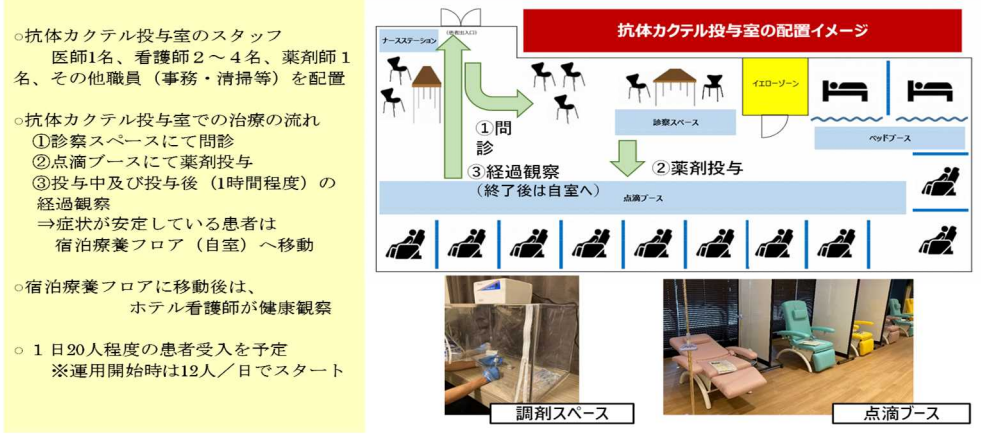 ○抗体カクテル投与室のスタッフ
医師1名、看護師２～４名、薬剤師１
名、その他職員（事務・清掃等）を配置
○抗体カクテル投与室での治療の流れ
①診察スペースにて問診
②点滴ブースにて薬剤投与
③投与中及び投与後（1時間程度）の
経過観察
⇒症状が安定している患者は
宿泊療養フロア（自室）へ移動
○宿泊療養フロアに移動後は、
ホテル看護師が健康観察
○ １日20人程度の患者受入を予定
※運用開始時は12人／日でスタート
抗体カクテル投与室の配置イメージ
ナースステーション
(患者出入口)
イエローゾーン
診察スペース
ベッドブース
①問
診
②薬剤投与
③経過観察
（終了後は自室へ）
点滴ブース
調剤スペース
点滴ブース